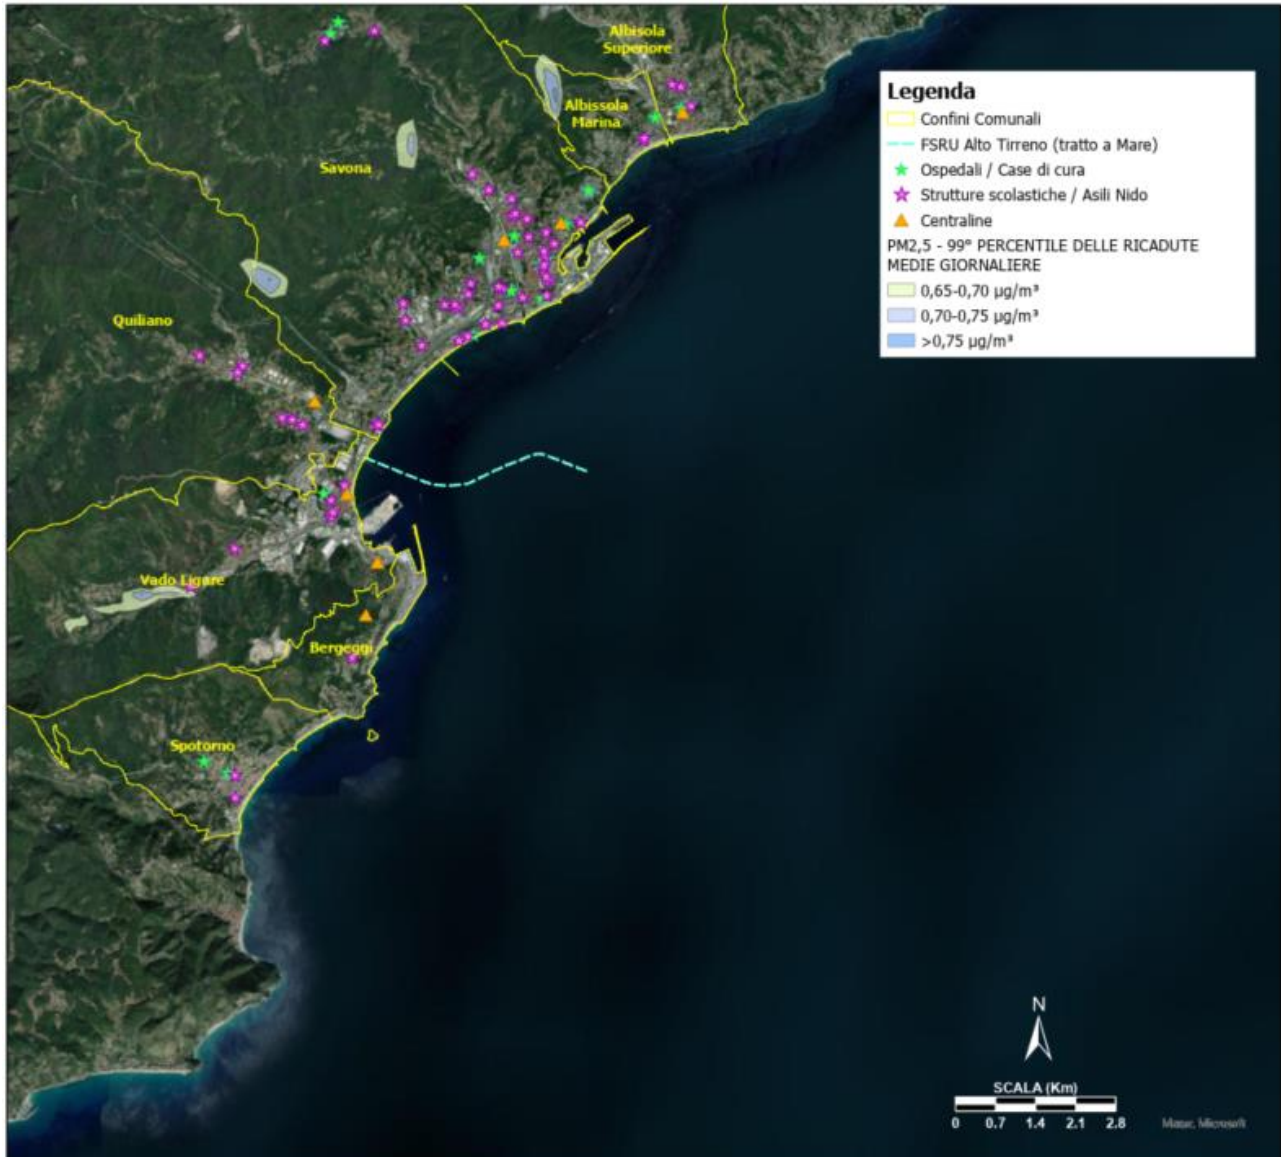 Albisola
Superiore
Albissola
Marina
Savona
Quiliano
Vado Ligure
Bergeggi
Spotorno
Legenda
Confini Comunali
FSRU Alto Tirreno (tratto a Mare)
Ospedali / Case di cura
Strutture scolastiche / Asili Nido
Centraline
PM2,5 - 99° PERCENTILE DELLE RICADUTE
MEDIE GIORNALIERE
0,65-0,70 µg/m³
0,70-0,75 µg/m³
>0,75 µg/m³
N
SCALA (Km)
0 0.7 1.4 2.1 2.8
Maxar, Microsoft